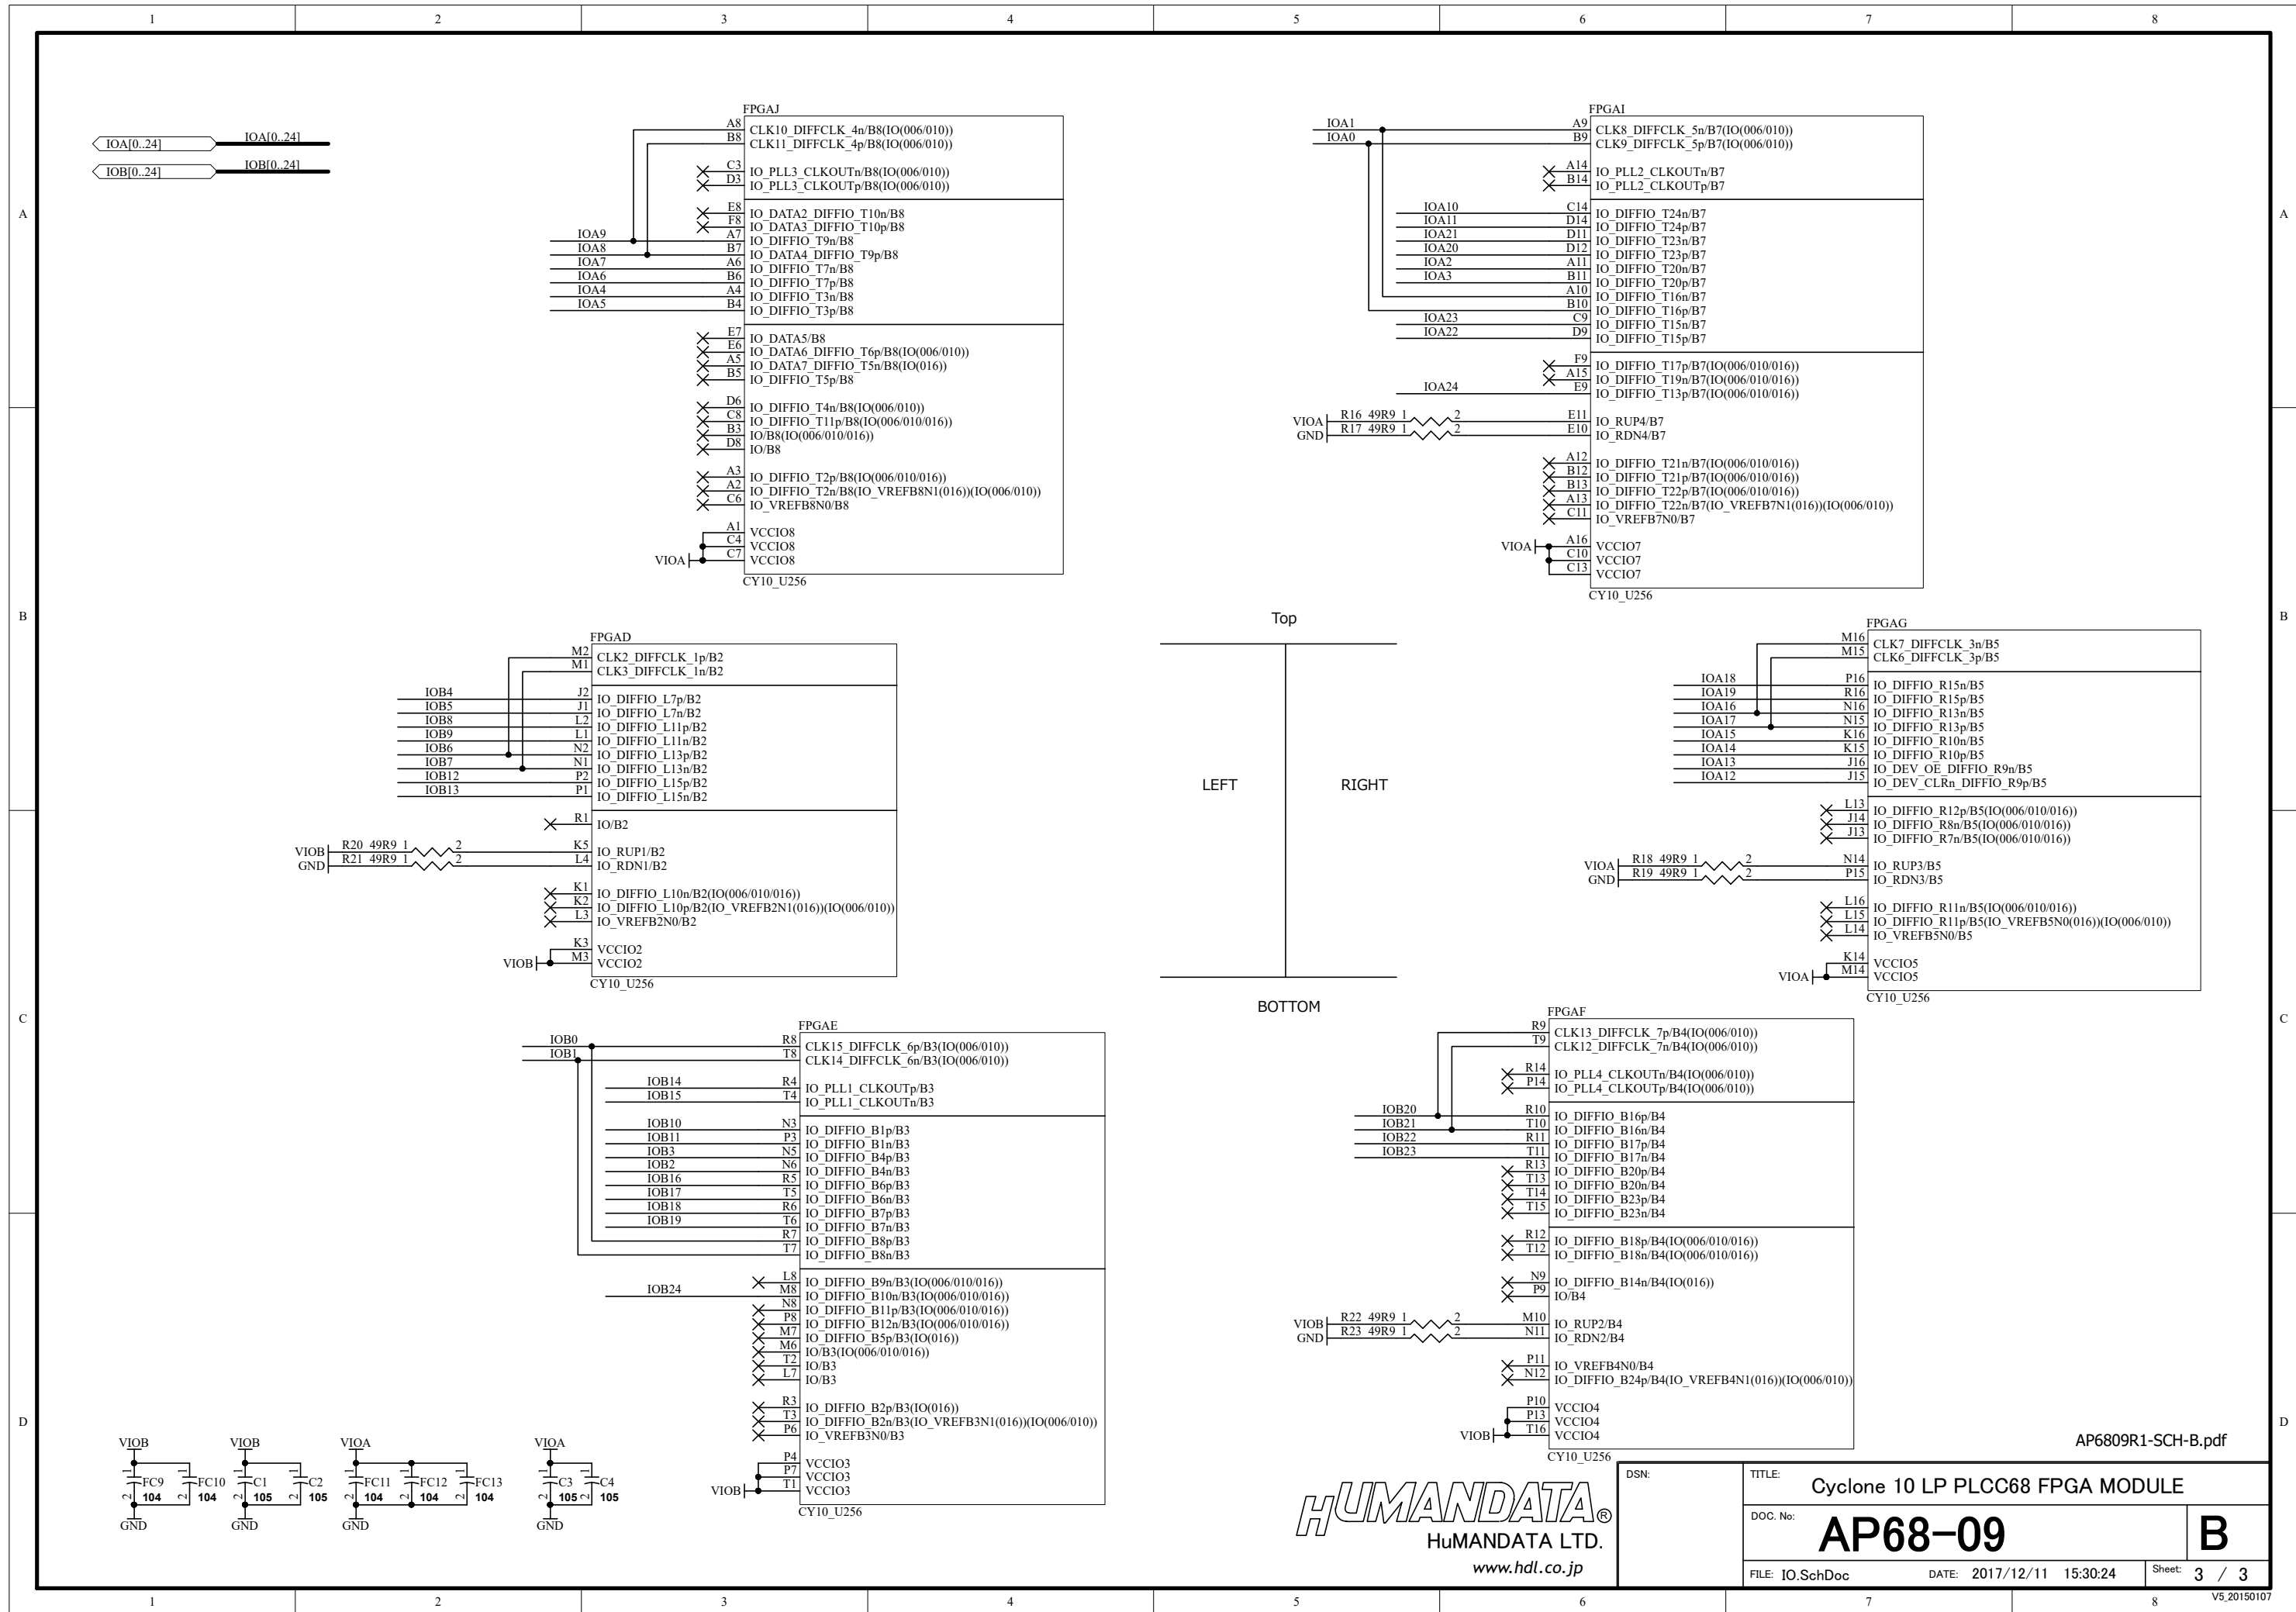 1 2 3 4 5 6 7 8
A
B
C
D
A
B
C
D
IOA[0..24] IOA[0..24]
IOB[0..24] IOB[0..24]
FPGAJ
A8 CLK10_DIFFCLK_4n/B8(IO(006/010))
B8 CLK11_DIFFCLK_4p/B8(IO(006/010))
C3 IO_PLL3_CLKOUTn/B8(IO(006/010))
D3 IO_PLL3_CLKOUTp/B8(IO(006/010))
E8 IO_DATA2_DIFFIO_T10n/B8
F8 IO_DATA3_DIFFIO_T10p/B8
IOA9 A7 IO_DIFFIO_T9n/B8
IOA8 B7 IO_DATA4_DIFFIO_T9p/B8
IOA7 A6 IO_DIFFIO_T7n/B8
IOA6 B6 IO_DIFFIO_T7p/B8
IOA4 A4 IO_DIFFIO_T3n/B8
IOA5 B4 IO_DIFFIO_T3p/B8
E7 IO_DATA5/B8
E6 IO_DATA6_DIFFIO_T6p/B8(IO(006/010))
A5 IO_DATA7_DIFFIO_T5n/B8(IO(016))
B5 IO_DIFFIO_T5p/B8
D6 IO_DIFFIO_T4n/B8(IO(006/010))
C8 IO_DIFFIO_T11p/B8(IO(006/010/016))
B3 IO/B8(IO(006/010/016))
D8 IO/B8
A3 IO_DIFFIO_T2p/B8(IO(006/010/016))
A2 IO_DIFFIO_T2n/B8(IO_VREFB8N1(016))(IO(006/010))
C6 IO_VREFB8N0/B8
A1 VCCIO8
C4 VCCIO8
VIOA C7 VCCIO8
CY10_U256
FPGAI
IOA1 A9 CLK8_DIFFCLK_5n/B7(IO(006/010))
IOA0 B9 CLK9_DIFFCLK_5p/B7(IO(006/010))
A14 IO_PLL2_CLKOUTn/B7
B14 IO_PLL2_CLKOUTp/B7
IOA10 C14 IO_DIFFIO_T24n/B7
IOA11 D14 IO_DIFFIO_T24p/B7
IOA21 D11 IO_DIFFIO_T23n/B7
IOA20 D12 IO_DIFFIO_T23p/B7
IOA2 A11 IO_DIFFIO_T20n/B7
IOA3 B11 IO_DIFFIO_T20p/B7
A10 IO_DIFFIO_T16n/B7
B10 IO_DIFFIO_T16p/B7
IOA23 C9 IO_DIFFIO_T15n/B7
IOA22 D9 IO_DIFFIO_T15p/B7
F9 IO_DIFFIO_T17p/B7(IO(006/010/016))
A15 IO_DIFFIO_T19n/B7(IO(006/010/016))
IOA24 E9 IO_DIFFIO_T13p/B7(IO(006/010/016))
VIOA R16 49R9 1 2 E11 IO_RUP4/B7
GND R17 49R9 1 2 E10 IO_RDN4/B7
A12 IO_DIFFIO_T21n/B7(IO(006/010/016))
B12 IO_DIFFIO_T21p/B7(IO(006/010/016))
B13 IO_DIFFIO_T22p/B7(IO(006/010/016))
A13 IO_DIFFIO_T22n/B7(IO_VREFB7N1(016))(IO(006/010))
C11 IO_VREFB7N0/B7
VIOA A16 VCCIO7
C10 VCCIO7
C13 VCCIO7
CY10_U256
FPGAD
M2 CLK2_DIFFCLK_1p/B2
M1 CLK3_DIFFCLK_1n/B2
IOB4 J2 IO_DIFFIO_L7p/B2
IOB5 J1 IO_DIFFIO_L7n/B2
IOB8 L2 IO_DIFFIO_L11p/B2
IOB9 L1 IO_DIFFIO_L11n/B2
IOB6 N2 IO_DIFFIO_L13p/B2
IOB7 N1 IO_DIFFIO_L13n/B2
IOB12 P2 IO_DIFFIO_L15p/B2
IOB13 P1 IO_DIFFIO_L15n/B2
R1 IO/B2
VIOB R20 49R9 1 2 K5 IO_RUP1/B2
GND R21 49R9 1 2 L4 IO_RDN1/B2
K1 IO_DIFFIO_L10n/B2(IO(006/010/016))
K2 IO_DIFFIO_L10p/B2(IO_VREFB2N1(016))(IO(006/010))
L3 IO_VREFB2N0/B2
K3 VCCIO2
VIOB M3 VCCIO2
CY10_U256
Top
LEFT RIGHT
BOTTOM
FPGAG
M16 CLK7_DIFFCLK_3n/B5
M15 CLK6_DIFFCLK_3p/B5
IOA18 P16 IO_DIFFIO_R15n/B5
IOA19 R16 IO_DIFFIO_R15p/B5
IOA16 N16 IO_DIFFIO_R13n/B5
IOA17 N15 IO_DIFFIO_R13p/B5
IOA15 K16 IO_DIFFIO_R10n/B5
IOA14 K15 IO_DIFFIO_R10p/B5
IOA13 J16 IO_DEV_OE_DIFFIO_R9n/B5
IOA12 J15 IO_DEV_CLRn_DIFFIO_R9p/B5
L13 IO_DIFFIO_R12p/B5(IO(006/010/016))
J14 IO_DIFFIO_R8n/B5(IO(006/010/016))
J13 IO_DIFFIO_R7n/B5(IO(006/010/016))
VIOA R18 49R9 1 2 N14 IO_RUP3/B5
GND R19 49R9 1 2 P15 IO_RDN3/B5
L16 IO_DIFFIO_R11n/B5(IO(006/010/016))
L15 IO_DIFFIO_R11p/B5(IO_VREFB5N0(016))(IO(006/010))
L14 IO_VREFB5N0/B5
K14 VCCIO5
VIOA M14 VCCIO5
CY10_U256
FPGAE
IOB0 R8 CLK15_DIFFCLK_6p/B3(IO(006/010))
IOB1 T8 CLK14_DIFFCLK_6n/B3(IO(006/010))
IOB14 R4 IO_PLL1_CLKOUTp/B3
IOB15 T4 IO_PLL1_CLKOUTn/B3
IOB10 N3 IO_DIFFIO_B1p/B3
IOB11 P3 IO_DIFFIO_B1n/B3
IOB3 N5 IO_DIFFIO_B4p/B3
IOB2 N6 IO_DIFFIO_B4n/B3
IOB16 R5 IO_DIFFIO_B6p/B3
IOB17 T5 IO_DIFFIO_B6n/B3
IOB18 R6 IO_DIFFIO_B7p/B3
IOB19 T6 IO_DIFFIO_B7n/B3
R7 IO_DIFFIO_B8p/B3
T7 IO_DIFFIO_B8n/B3
L8 IO_DIFFIO_B9n/B3(IO(006/010/016))
IOB24 M8 IO_DIFFIO_B10n/B3(IO(006/010/016))
N8 IO_DIFFIO_B11p/B3(IO(006/010/016))
P8 IO_DIFFIO_B12n/B3(IO(006/010/016))
M7 IO_DIFFIO_B5p/B3(IO(016))
M6 IO/B3(IO(006/010/016))
T2 IO/B3
L7 IO/B3
R3 IO_DIFFIO_B2p/B3(IO(016))
T3 IO_DIFFIO_B2n/B3(IO_VREFB3N1(016))(IO(006/010))
P6 IO_VREFB3N0/B3
P4 VCCIO3
P7 VCCIO3
VIOB T1 VCCIO3
CY10_U256
FPGAF
R9 CLK13_DIFFCLK_7p/B4(IO(006/010))
T9 CLK12_DIFFCLK_7n/B4(IO(006/010))
R14 IO_PLL4_CLKOUTn/B4(IO(006/010))
P14 IO_PLL4_CLKOUTp/B4(IO(006/010))
IOB20 R10 IO_DIFFIO_B16p/B4
IOB21 T10 IO_DIFFIO_B16n/B4
IOB22 R11 IO_DIFFIO_B17p/B4
IOB23 T11 IO_DIFFIO_B17n/B4
R13 IO_DIFFIO_B20p/B4
T13 IO_DIFFIO_B20n/B4
T14 IO_DIFFIO_B23p/B4
T15 IO_DIFFIO_B23n/B4
R12 IO_DIFFIO_B18p/B4(IO(006/010/016))
T12 IO_DIFFIO_B18n/B4(IO(006/010/016))
N9 IO_DIFFIO_B14n/B4(IO(016))
P9 IO/B4
VIOB R22 49R9 1 2 M10 IO_RUP2/B4
GND R23 49R9 1 2 N11 IO_RDN2/B4
P11 IO_VREFB4N0/B4
N12 IO_DIFFIO_B24p/B4(IO_VREFB4N1(016))(IO(006/010))
P10 VCCIO4
P13 VCCIO4
VIOB T16 VCCIO4
CY10_U256
VIOB VIOB VIOA VIOA
1 1 1 1 1 1 1 1 1
FC9 FC10 C1 C2 FC11 FC12 FC13 C3 C4
104 104 105 105 104 104 104 105 105
2 2 2 2 2 2 2 2 2
GND GND GND GND
AP6809R1-SCH-B.pdf
HUMANDATA®
HuMANDATA LTD.
www.hdl.co.jp
DSN:
TITLE: Cyclone 10 LP PLCC68 FPGA MODULE
DOC. No: AP68-09 B
FILE: IO.SchDoc DATE: 2017/12/11 15:30:24 Sheet: 3 / 3
V5_20150107
1 2 3 4 5 6 7 8